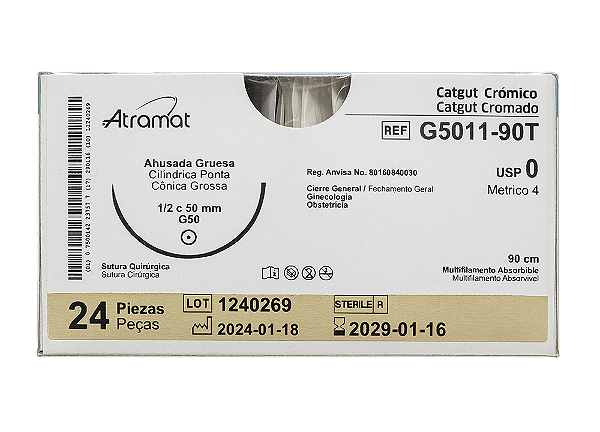 Atramat
Catgut Crómico
Catgut Cromado
REF G5011-90T
Ahusada Gruesa
Cilíndrica Ponta
Cônica Grossa
1/2 c 50 mm
G50
Reg. Anvisa No. 80160840030
Cierre General / Fechamento Geral
Ginecología
Obstetricia
USP 0
Metrico 4
90 cm
Multifilamento Absorbible
Multifilamento Absorvível
Sutura Quirúrgica
Sutura Cirúrgica
24 Piezas
Peças
LOT 1240269
2024-01-18
STERILE R
2029-01-16